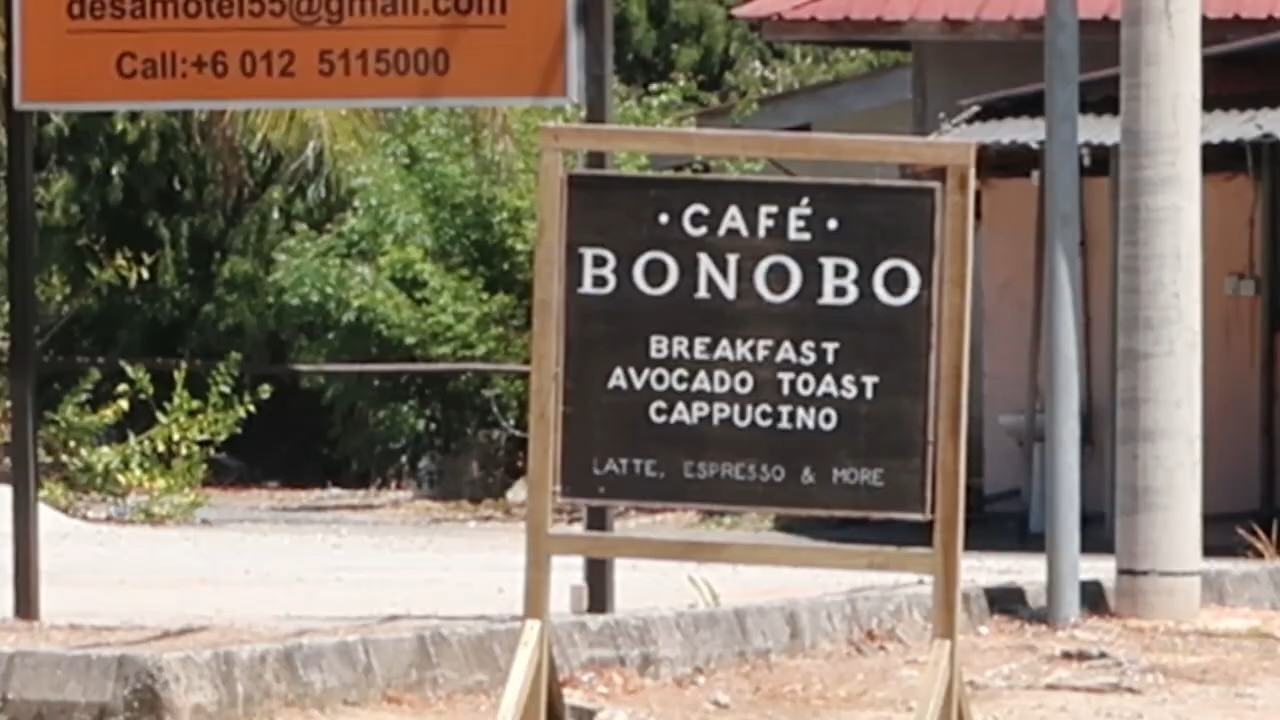 desamotel55@gmail.com
Call:+6 012 5115000
·CAFÉ·
BONOBO
BREAKFAST
AVOCADO TOAST
CAPPUCINO
LATTE, ESPRESSO & MORE